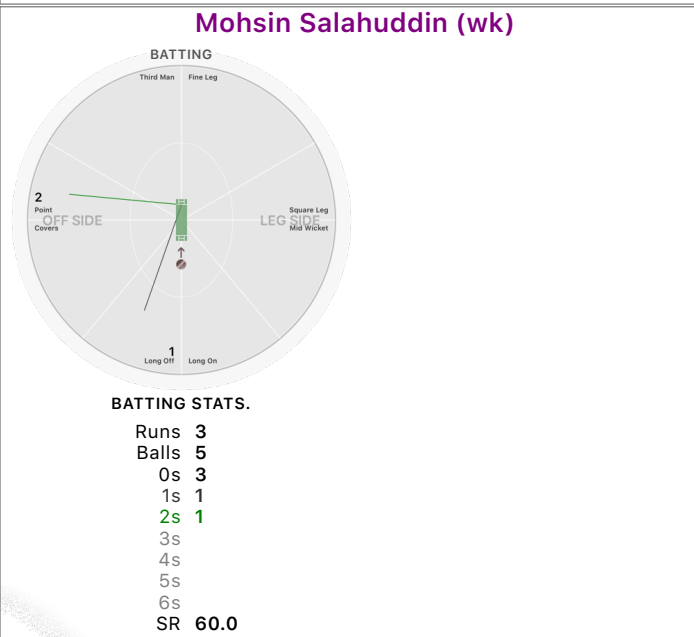 Mohsin Salahuddin (wk)
BATTING
Third Man Fine Leg
2
Point Square Leg
OFF SIDE LEG SIDE
Covers Mid Wicket
1
Long Off Long On
BATTING STATS.
Runs 3
Balls 5
0s 3
1s 1
2s 1
3s
4s
5s
6s
SR 60.0